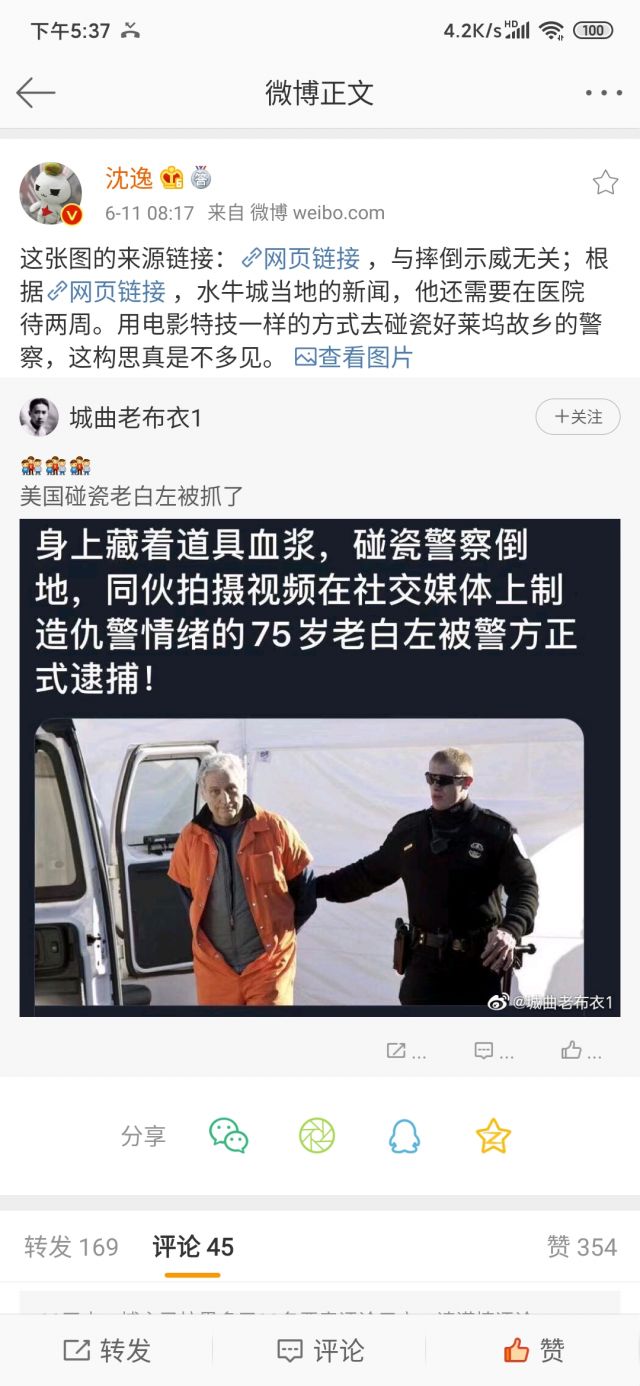 下午5:37
4.2K/s HD 100
微博正文
沈逸
6-11 08:17 来自 微博 weibo.com
这张图的来源链接：网页链接，与摔倒示威无关；根
据网页链接，水牛城当地的新闻，他还需要在医院
待两周。用电影特技一样的方式去碰瓷好莱坞故乡的警
察，这构思真是不多见。 查看图片
城曲老布衣1
+关注
美国碰瓷老白左被抓了
身上藏着道具血浆，碰瓷警察倒
地，同伙拍摄视频在社交媒体上制
造仇警情绪的75岁老白左被警方正
式逮捕！
@城曲老布衣1
... ... ...
分享
转发 169 评论 45 赞 354
转发 评论 赞